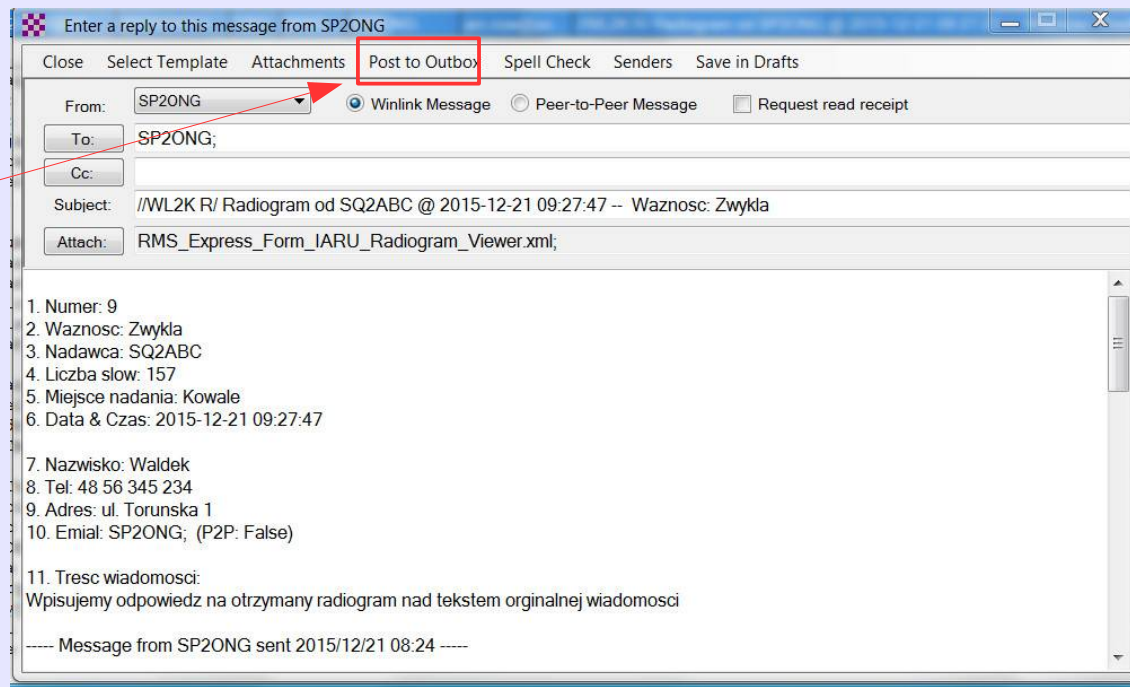 Enter a reply to this message from SP2ONG
Close Select Template Attachments Post to Outbox Spell Check Senders Save in Drafts
From: SP2ONG Winlink Message Peer-to-Peer Message Request read receipt
To: SP2ONG;
Cc:
Subject: //WL2K R/ Radiogram od SQ2ABC @ 2015-12-21 09:27:47 -- Waznosc: Zwykla
Attach: RMS_Express_Form_IARU_Radiogram_Viewer.xml;
1. Numer: 9
2. Waznosc: Zwykla
3. Nadawca: SQ2ABC
4. Liczba slow: 157
5. Miejsce nadania: Kowale
6. Data & Czas: 2015-12-21 09:27:47
7. Nazwisko: Waldek
8. Tel: 48 56 345 234
9. Adres: ul. Torunska 1
10. Emial: SP2ONG; (P2P: False)
11. Tresc wiadomosci:
Wpisujemy odpowiedz na otrzymany radiogram nad tekstem orginalnej wiadomosci
----- Message from SP2ONG sent 2015/12/21 08:24 -----